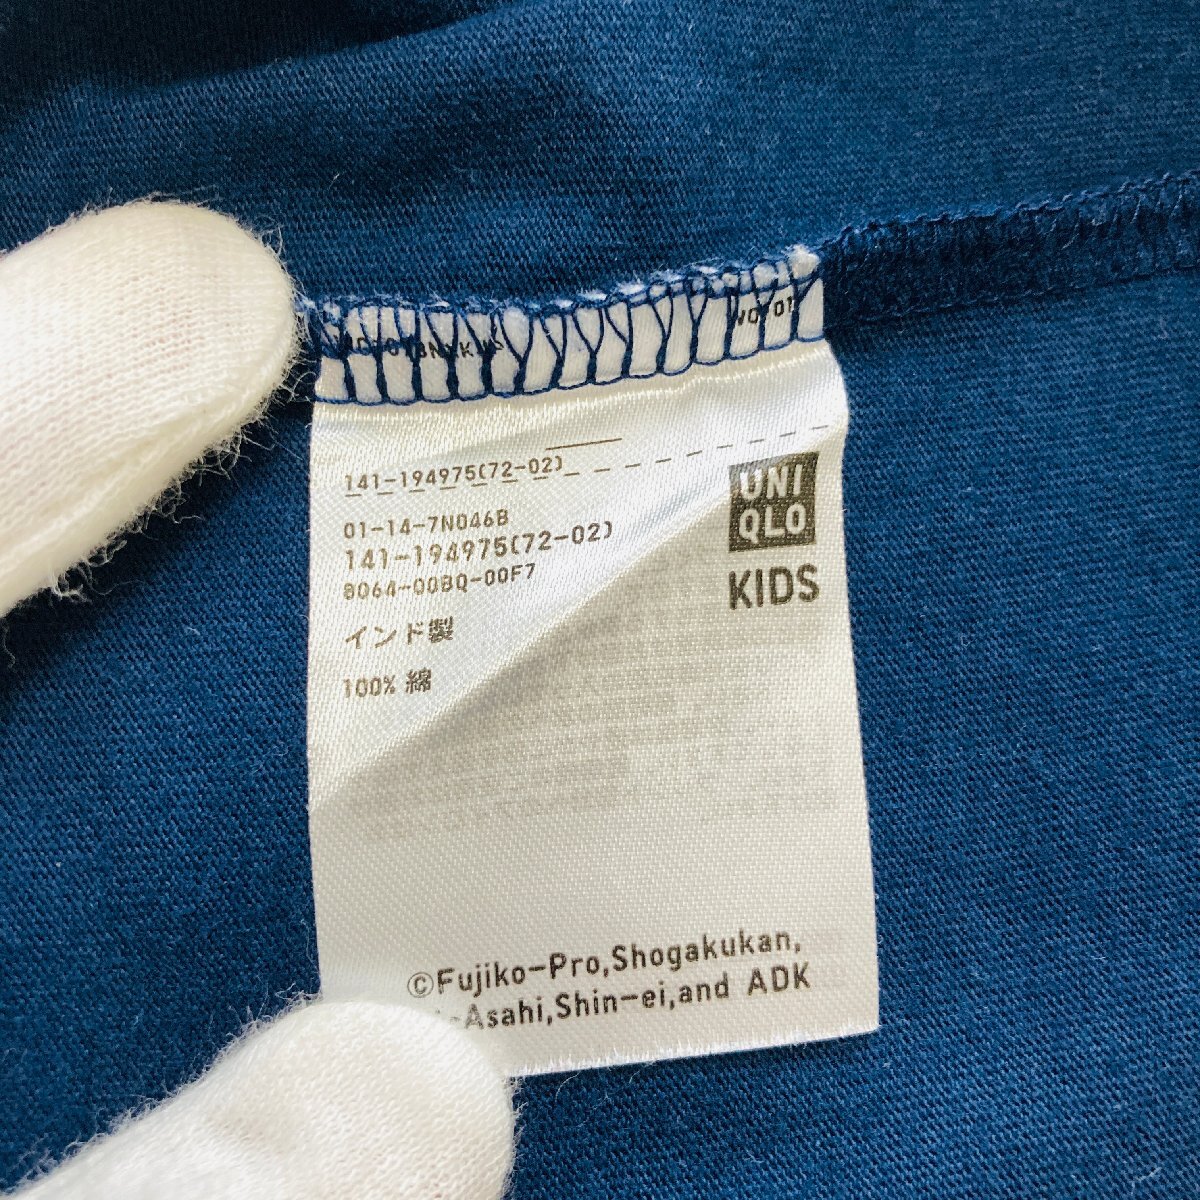 141-194975(72-02)
01-14-7N046B
141-194975(72-02)
8064-00BQ-00F7
インド製
100% 綿
UNI
QLO
KIDS
©Fujiko-Pro,Shogakukan,
-Asahi,Shin-ei,and ADK